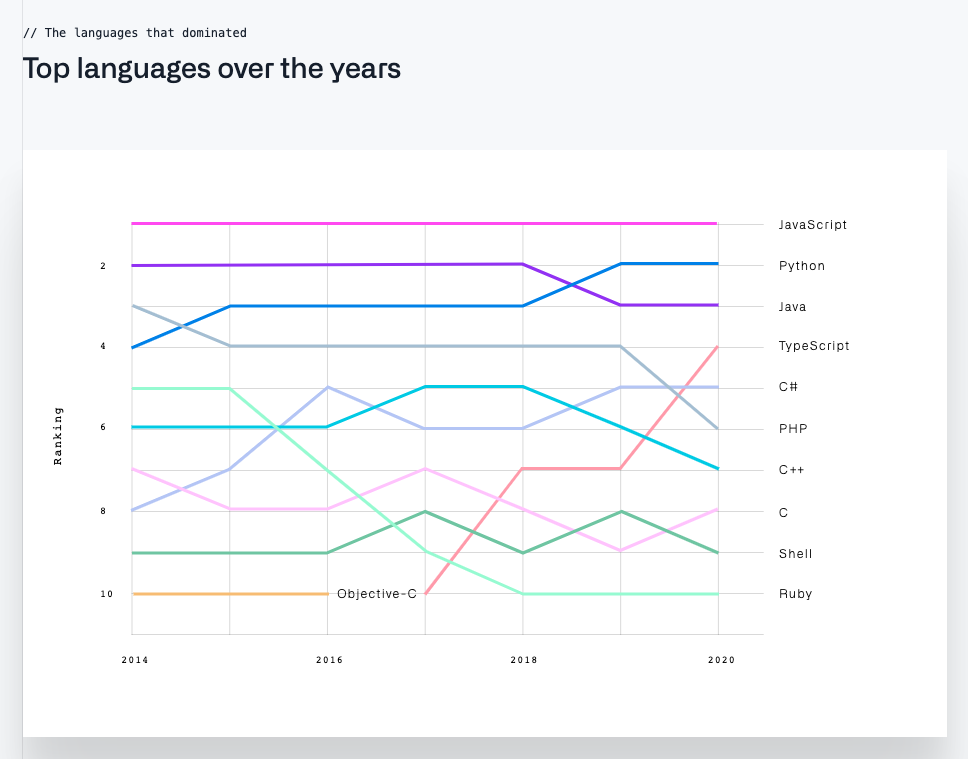 // The languages that dominated
Top languages over the years
JavaScript
2
Python
Java
4
TypeScript
C#
Ranking
6
PHP
C++
8
C
Shell
10
Objective-C
Ruby
2014
2016
2018
2020